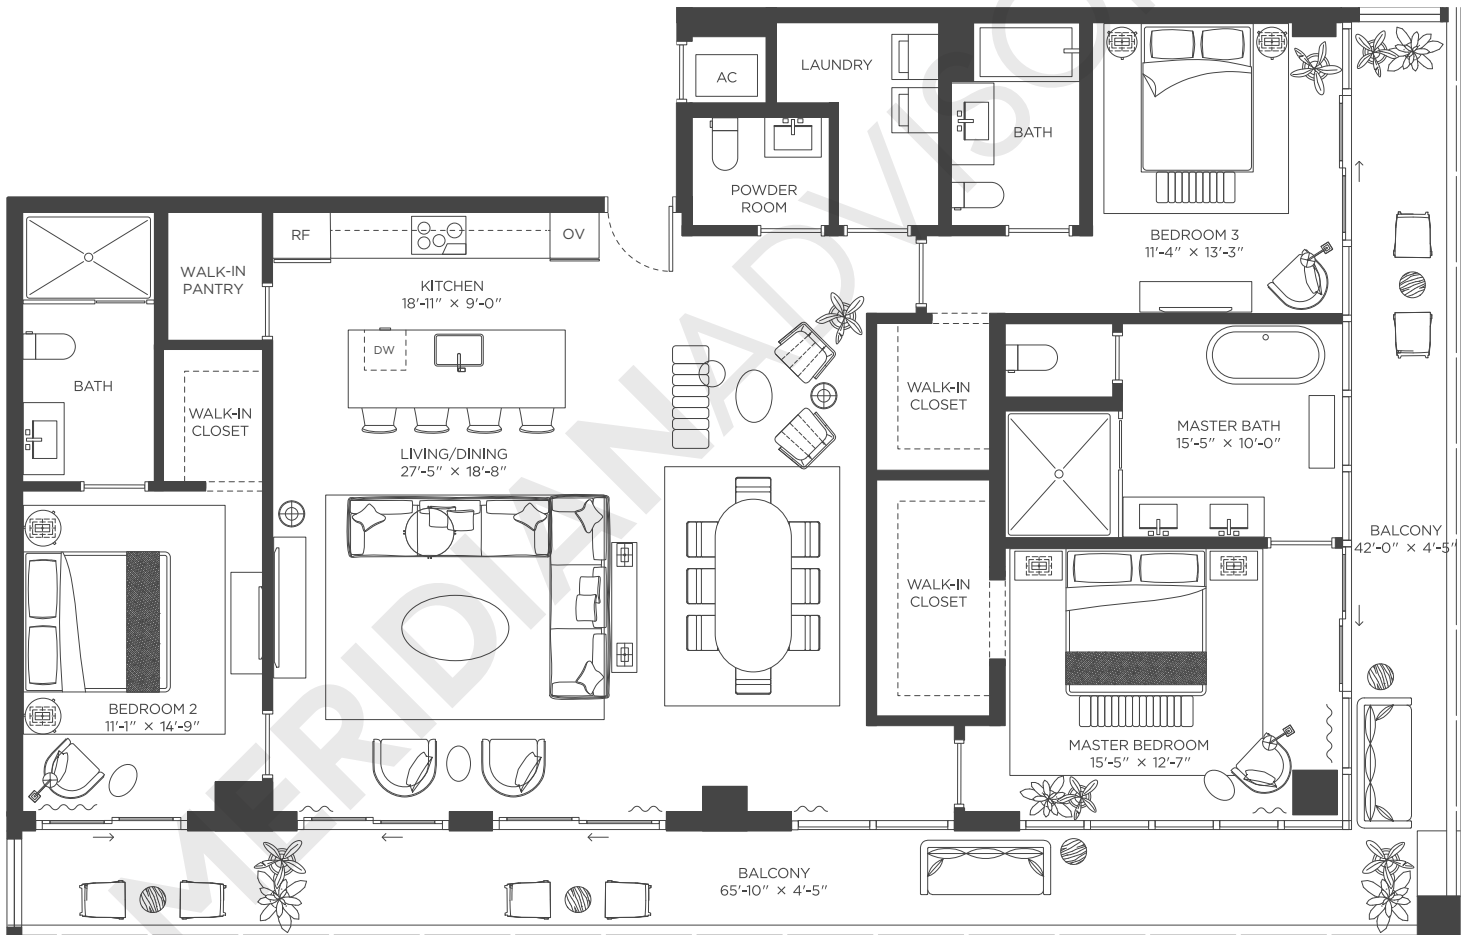 AC
LAUNDRY
BATH
POWDER
ROOM
BEDROOM 3
11'-4" × 13'-3"
RF
OV
WALK-IN
PANTRY
KITCHEN
18'-11" × 9'-0"
DW
BATH
WALK-IN
CLOSET
WALK-IN
CLOSET
MASTER BATH
15'-5" × 10'-0"
LIVING/DINING
27'-5" × 18'-8"
BALCONY
42'-0" × 4'-5"
WALK-IN
CLOSET
BEDROOM 2
11'-1" × 14'-9"
MASTER BEDROOM
15'-5" × 12'-7"
BALCONY
65'-10" × 4'-5"
MERIDIANADVISO